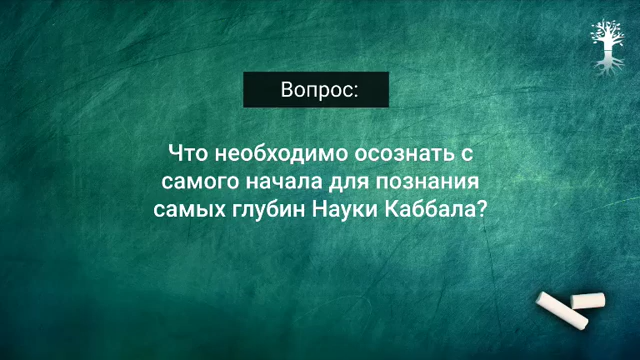 Вопрос:
Что необходимо осознать с
самого начала для познания
самых глубин Науки Каббала?